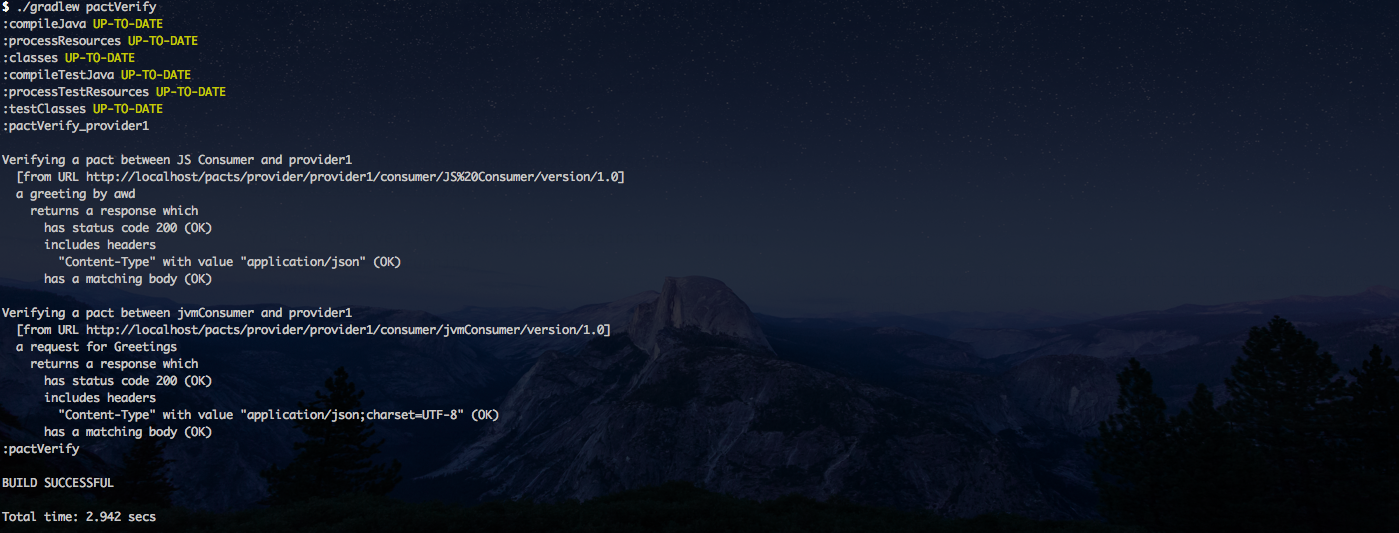 $ ./gradlew pactVerify
:compileJava UP-TO-DATE
:processResources UP-TO-DATE
:classes UP-TO-DATE
:compileTestJava UP-TO-DATE
:processTestResources UP-TO-DATE
:testClasses UP-TO-DATE
:pactVerify_provider1
Verifying a pact between JS Consumer and provider1
[from URL http://localhost/pacts/provider/provider1/consumer/JS%20Consumer/version/1.0]
a greeting by awd
returns a response which
has status code 200 (OK)
includes headers
"Content-Type" with value "application/json" (OK)
has a matching body (OK)
Verifying a pact between jvmConsumer and provider1
[from URL http://localhost/pacts/provider/provider1/consumer/jvmConsumer/version/1.0]
a request for Greetings
returns a response which
has status code 200 (OK)
includes headers
"Content-Type" with value "application/json;charset=UTF-8" (OK)
has a matching body (OK)
:pactVerify
BUILD SUCCESSFUL
Total time: 2.942 secs